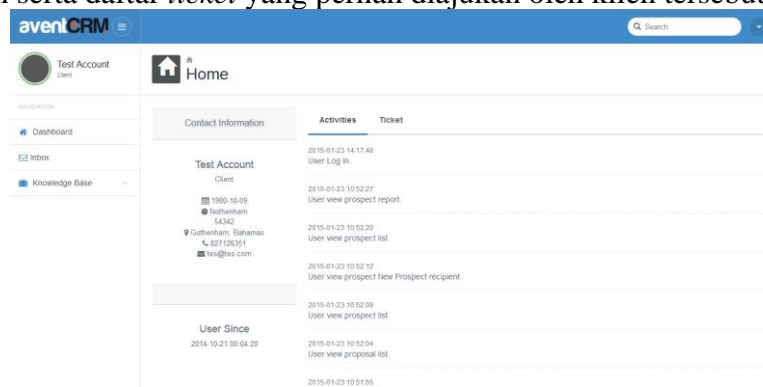 serta daftar ticket yang pernah diajukan oleh klien tersebut
aventCRM
Search
Test Account
Client
Home
NAVIGATION
Dashboard
Inbox
Knowledge Base
Contact Information
Test Account
Client
1980-10-09
Nothenham
54342
Gothenham, Bahamas
827126351
tes@tes.com
User Since
2014-10-21 00:04:20
Activities Ticket
2015-01-23 14:17:48
User Log in.
2015-01-23 10:52:27
User view prospect report.
2015-01-23 10:52:20
User view prospect list.
2015-01-23 10:52:12
User view prospect New Prospect recipient.
2015-01-23 10:52:09
User view prospect list.
2015-01-23 10:52:04
User view proposal list.
2015-01-23 10:51:56